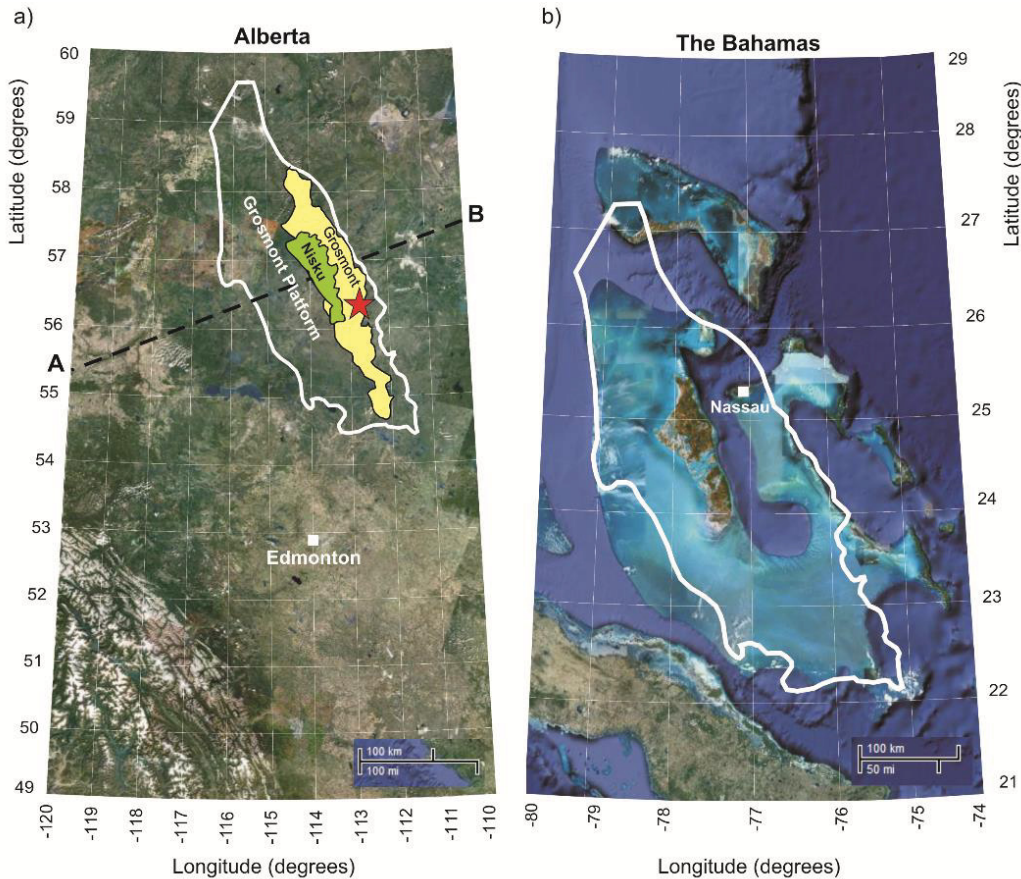 a)
Alberta
60
59
58
57
56
55
54
53
52
51
50
49
Latitude (degrees)
Grosmont
Nisku
Grosmont Platform
A
B
Edmonton
100 km
100 mi
-120
-119
-118
-117
-116
-115
-114
-113
-112
-111
-110
Longitude (degrees)
b)
The Bahamas
29
28
27
26
25
24
23
22
21
Latitude (degrees)
Nassau
100 km
50 mi
-80
-79
-78
-77
-76
-75
-74
Longitude (degrees)